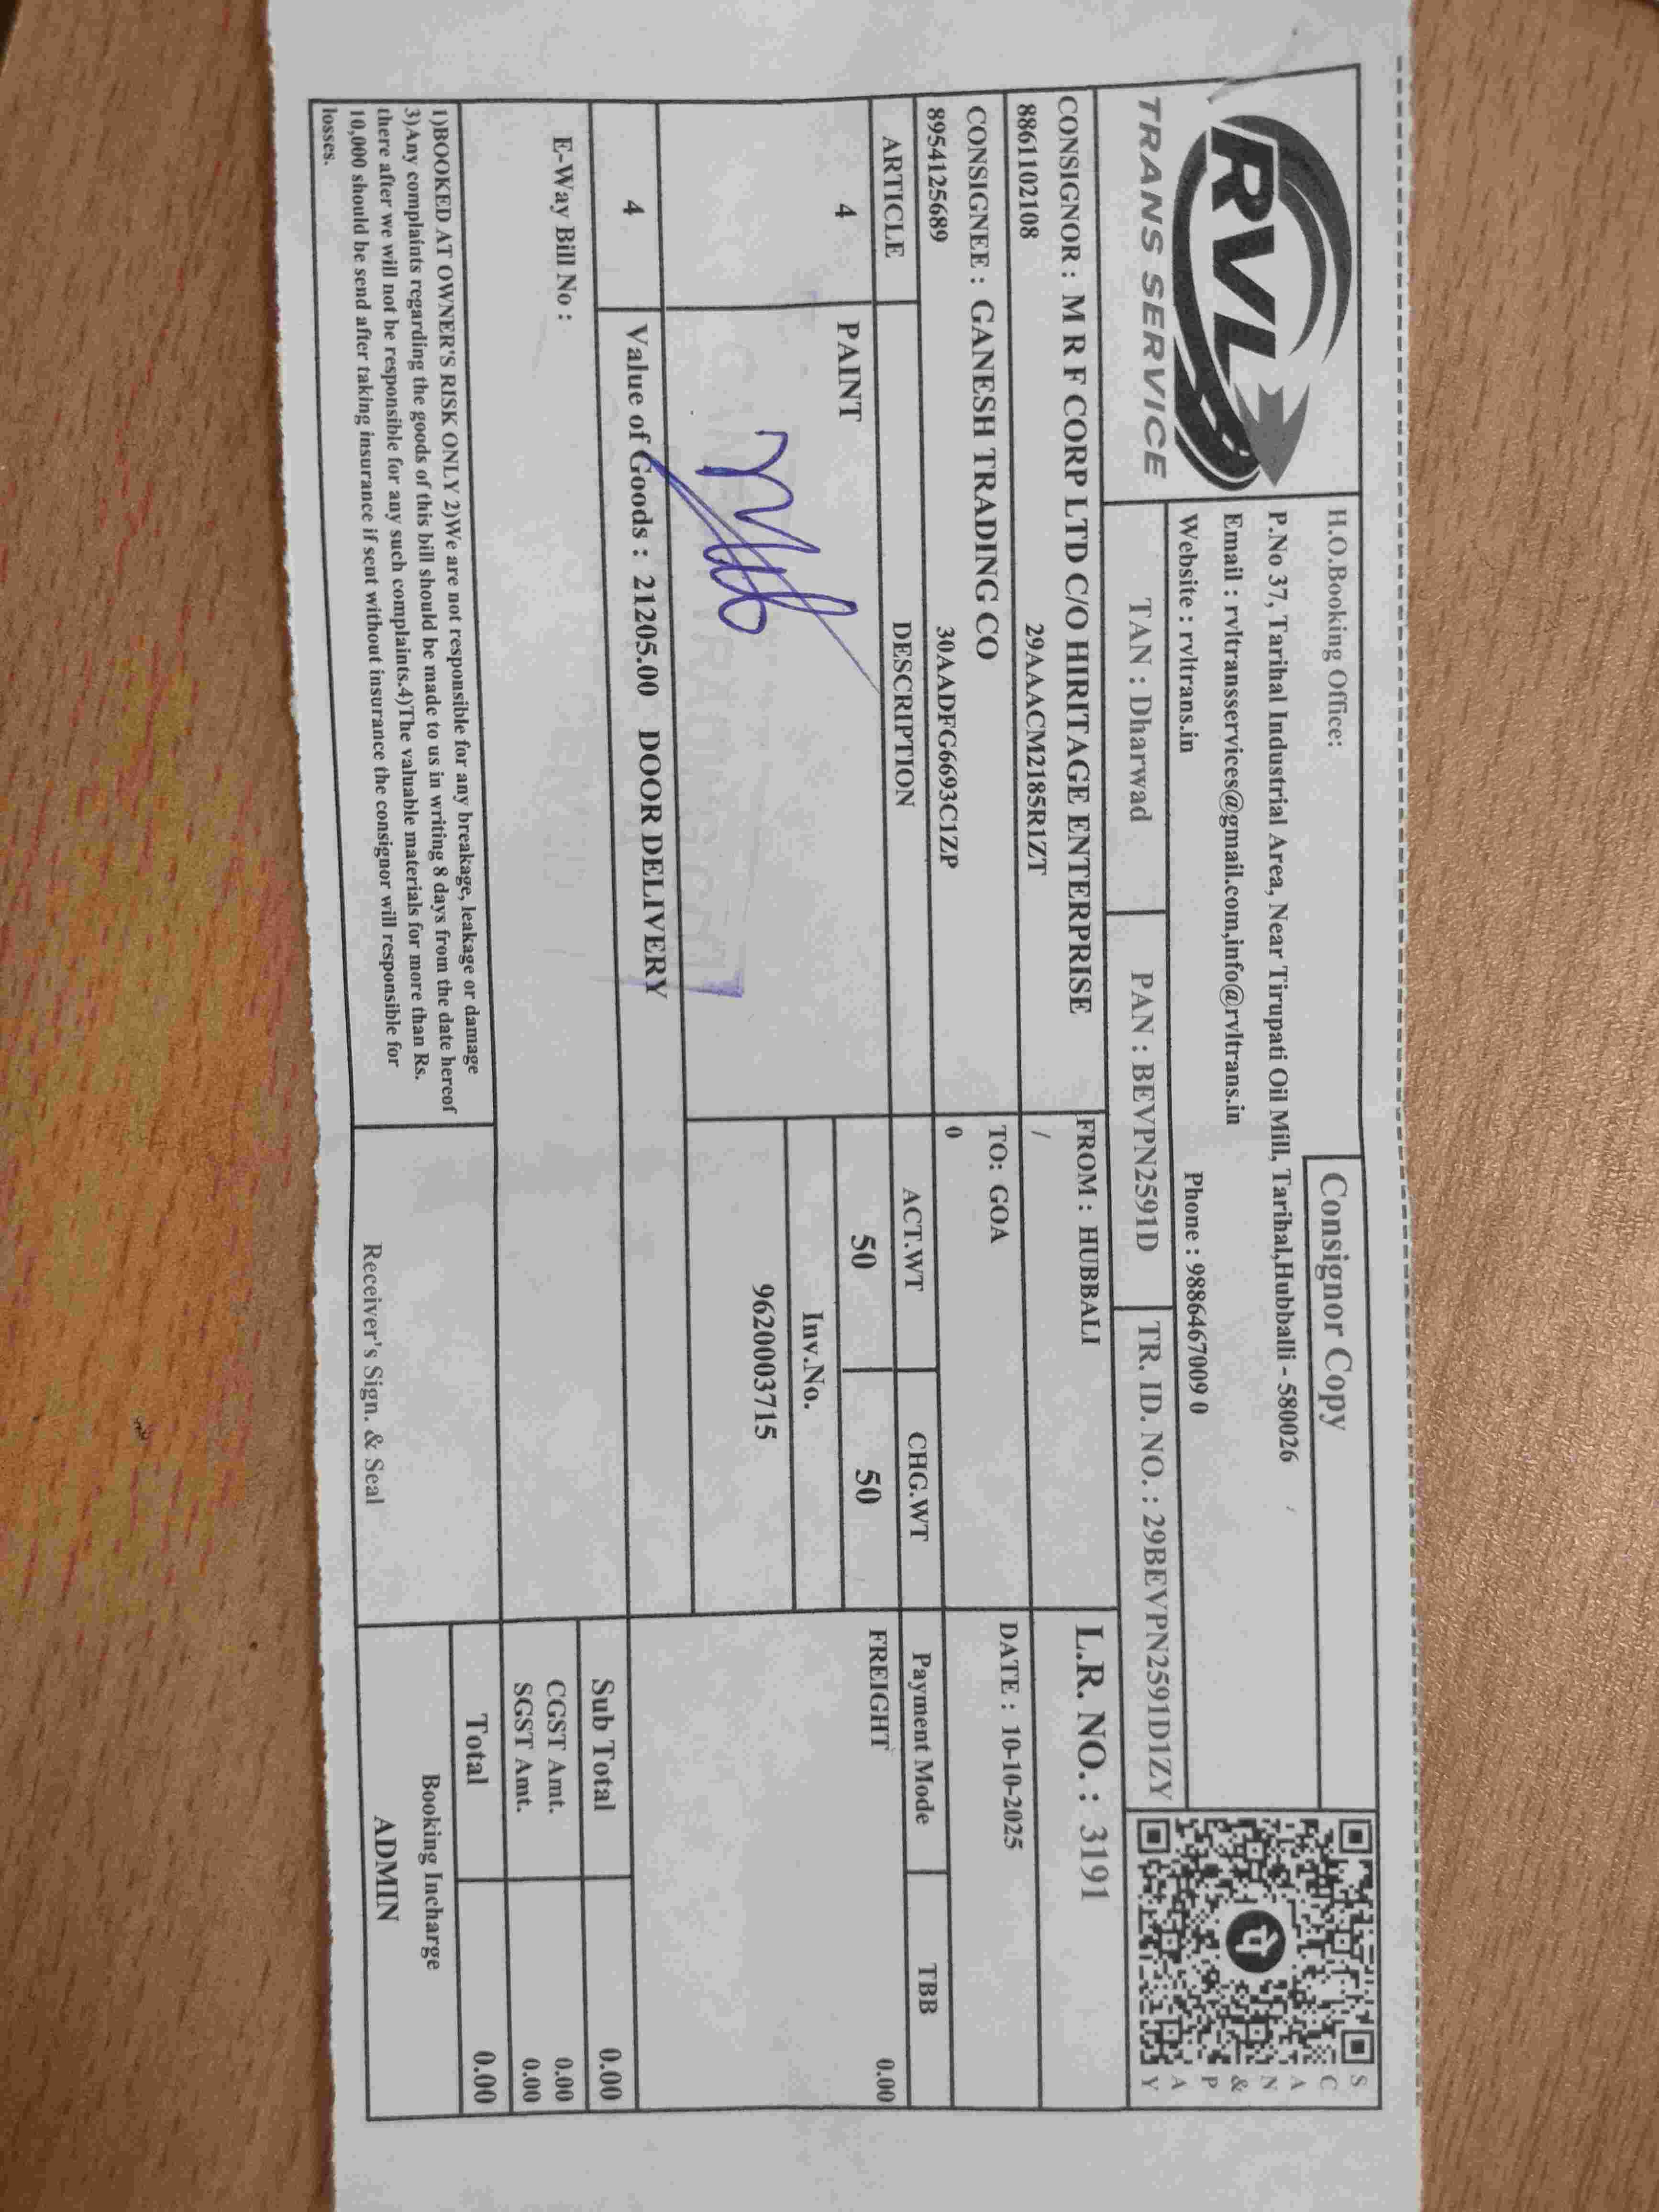 Consignor Copy
RVL
TRANS SERVICE
H.O.Booking Office:
P.No 37, Tarihal Industrial Area, Near Tirupati Oil Mill, Tarihal,Hubballi - 580026
Email : rvltransservices@gmail.com,info@rvltrans.in
Website : rvltrans.in Phone : 9886467009 0
SCAN & PAY
TAN : Dharwad PAN : BEVPN2591D TR. ID. NO. : 29BEVPN2591D1ZY
CONSIGNOR : M R F CORP LTD C/O HIRITAGE ENTERPRISE FROM : HUBBALI L.R. NO. : 3191
8861102108 29AAACM2185R1ZT /
CONSIGNEE : GANESH TRADING CO TO: GOA DATE : 10-10-2025
8954125689 30AADFG6693C1ZP 0
ARTICLE DESCRIPTION ACT.WT CHG.WT Payment Mode TBB
4 PAINT 50 50 FREIGHT 0.00
Inv.No.
9620003715
4 Value of Goods : 21205.00 DOOR DELIVERY
Sub Total 0.00
E-Way Bill No : CGST Amt. 0.00
SGST Amt. 0.00
Total 0.00
1)BOOKED AT OWNER'S RISK ONLY 2)We are not responsible for any breakage, leakage or damage
3)Any complaints regarding the goods of this bill should be made to us in writing 8 days from the date hereof
there after we will not be responsible for any such complaints.4)The valuable materials for more than Rs.
10,000 should be send after taking insurance if sent without insurance the consignor will responsible for
losses.
Receiver's Sign. & Seal
Booking Incharge
ADMIN